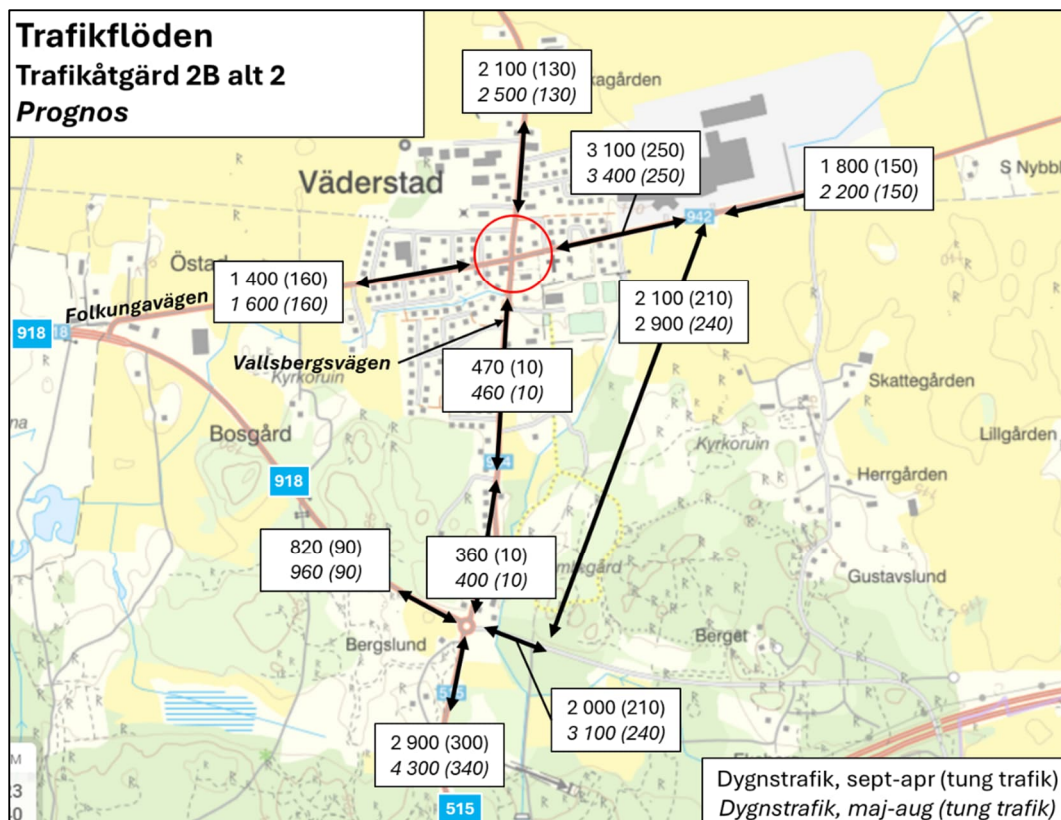 Trafikflöden
Trafikåtgärd 2B alt 2
Prognos
2 100 (130)
2 500 (130)
kagården
3 100 (250)
3 400 (250)
1 800 (150)
2 200 (150)
S Nybbl
Väderstad
942
Östad
1 400 (160)
1 600 (160)
Folkungavägen
918
18
Vallsbergsvägen
2 100 (210)
2 900 (240)
470 (10)
460 (10)
Kyrkoruin
Skattegården
Bosgård
Kyrkoruin
Lillgården
Herrgården
918
820 (90)
960 (90)
360 (10)
400 (10)
Gustavslund
Bergslund
Berget
2 000 (210)
3 100 (240)
2 900 (300)
4 300 (340)
515
Dygnstrafik, sept-apr (tung trafik)
Dygnstrafik, maj-aug (tung trafik)